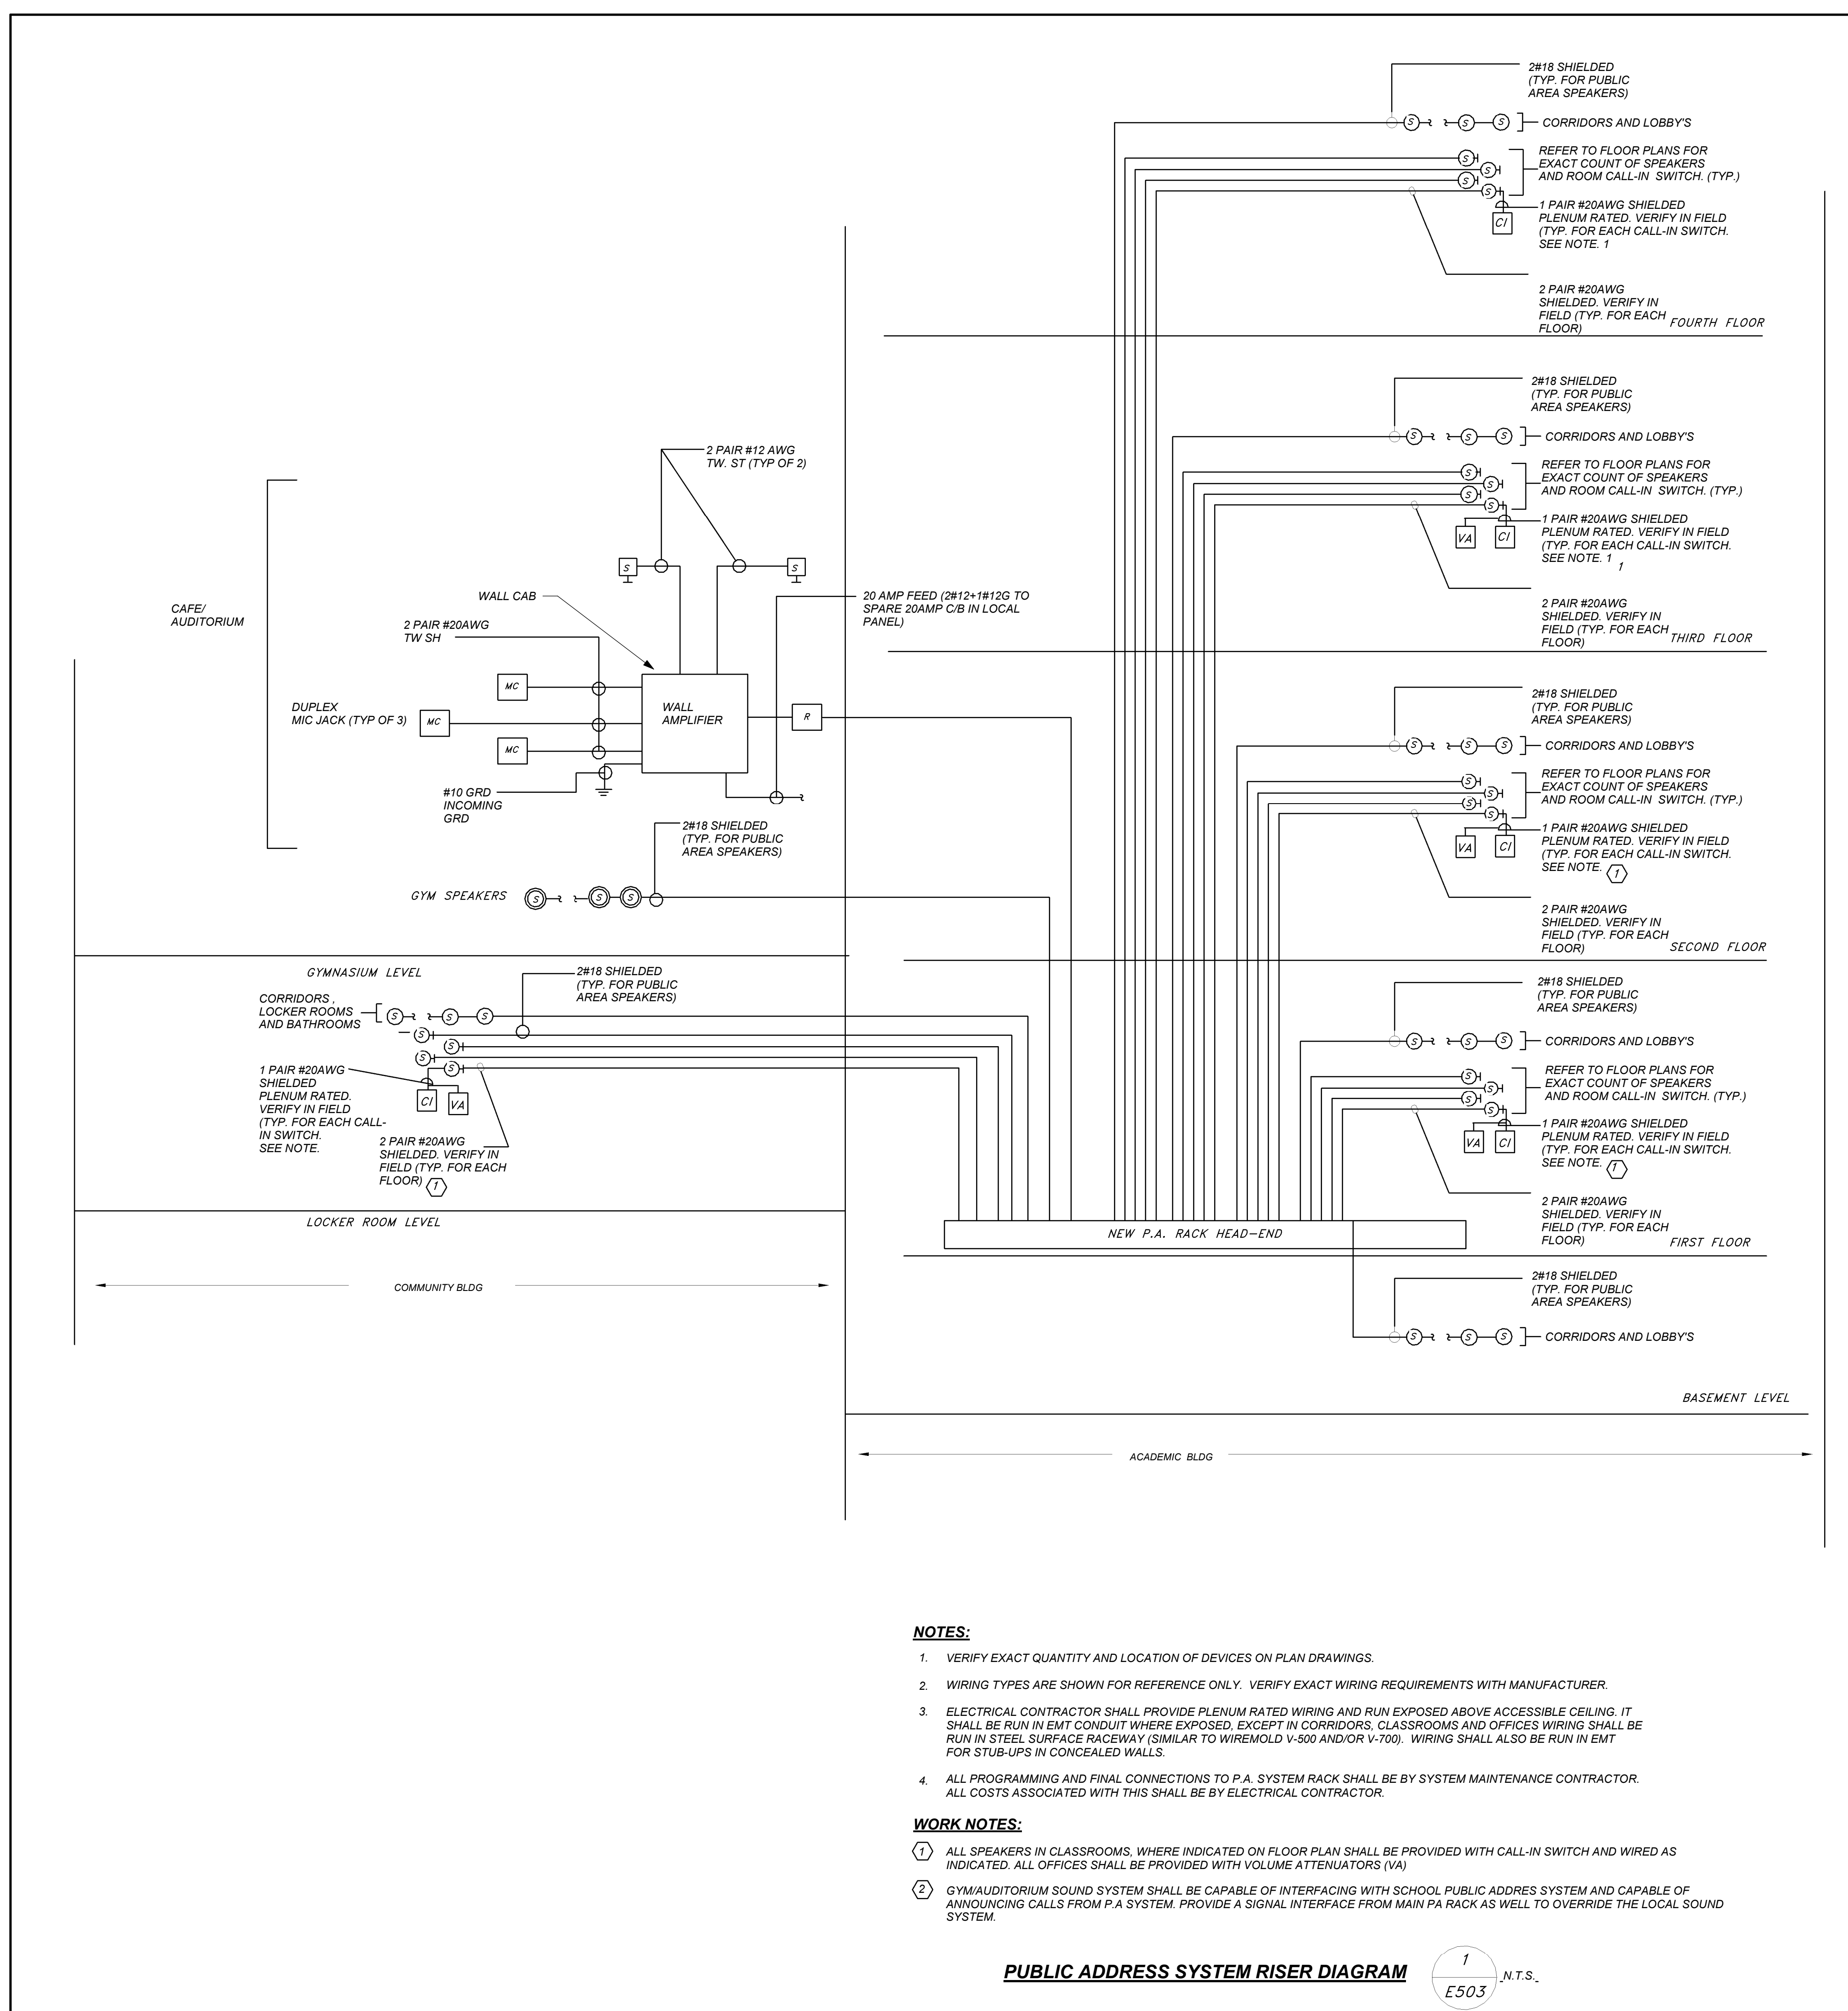 2#18 SHIELDED
(TYP. FOR PUBLIC
AREA SPEAKERS)
S S S
CORRIDORS AND LOBBY'S
REFER TO FLOOR PLANS FOR
EXACT COUNT OF SPEAKERS
AND ROOM CALL-IN SWITCH. (TYP.)
S
S
S
S
1 PAIR #20AWG SHIELDED
PLENUM RATED. VERIFY IN FIELD
(TYP. FOR EACH CALL-IN SWITCH.
SEE NOTE. 1
CI
2 PAIR #20AWG
SHIELDED. VERIFY IN
FIELD (TYP. FOR EACH
FLOOR)
FOURTH FLOOR
2#18 SHIELDED
(TYP. FOR PUBLIC
AREA SPEAKERS)
S S S
CORRIDORS AND LOBBY'S
REFER TO FLOOR PLANS FOR
EXACT COUNT OF SPEAKERS
AND ROOM CALL-IN SWITCH. (TYP.)
S
S
S
S
1 PAIR #20AWG SHIELDED
PLENUM RATED. VERIFY IN FIELD
(TYP. FOR EACH CALL-IN SWITCH.
SEE NOTE. 1
1
VA CI
2 PAIR #20AWG
SHIELDED. VERIFY IN
FIELD (TYP. FOR EACH
FLOOR)
THIRD FLOOR
2#18 SHIELDED
(TYP. FOR PUBLIC
AREA SPEAKERS)
S S S
CORRIDORS AND LOBBY'S
REFER TO FLOOR PLANS FOR
EXACT COUNT OF SPEAKERS
AND ROOM CALL-IN SWITCH. (TYP.)
S
S
S
S
1 PAIR #20AWG SHIELDED
PLENUM RATED. VERIFY IN FIELD
(TYP. FOR EACH CALL-IN SWITCH.
SEE NOTE. 1
VA CI
2 PAIR #20AWG
SHIELDED. VERIFY IN
FIELD (TYP. FOR EACH
FLOOR)
SECOND FLOOR
2#18 SHIELDED
(TYP. FOR PUBLIC
AREA SPEAKERS)
S S S
CORRIDORS AND LOBBY'S
REFER TO FLOOR PLANS FOR
EXACT COUNT OF SPEAKERS
AND ROOM CALL-IN SWITCH. (TYP.)
S
S
S
S
1 PAIR #20AWG SHIELDED
PLENUM RATED. VERIFY IN FIELD
(TYP. FOR EACH CALL-IN SWITCH.
SEE NOTE. 1
VA CI
2 PAIR #20AWG
SHIELDED. VERIFY IN
FIELD (TYP. FOR EACH
FLOOR)
FIRST FLOOR
NEW P.A. RACK HEAD-END
2#18 SHIELDED
(TYP. FOR PUBLIC
AREA SPEAKERS)
S S S
CORRIDORS AND LOBBY'S
BASEMENT LEVEL
ACADEMIC BLDG
2 PAIR #12 AWG
TW. ST (TYP OF 2)
S S
WALL CAB
20 AMP FEED (2#12+1#12G TO
SPARE 20AMP C/B IN LOCAL
PANEL)
CAFE/
AUDITORIUM
2 PAIR #20AWG
TW SH
MC
DUPLEX
MIC JACK (TYP OF 3)
MC
MC
WALL
AMPLIFIER
R
#10 GRD
INCOMING
GRD
2#18 SHIELDED
(TYP. FOR PUBLIC
AREA SPEAKERS)
GYM SPEAKERS
S S S
GYMNASIUM LEVEL
2#18 SHIELDED
(TYP. FOR PUBLIC
AREA SPEAKERS)
CORRIDORS ,
LOCKER ROOMS
AND BATHROOMS
S S S
S
S
S
S
1 PAIR #20AWG
SHIELDED
PLENUM RATED.
VERIFY IN FIELD
(TYP. FOR EACH CALL-
IN SWITCH.
SEE NOTE.
CI VA
2 PAIR #20AWG
SHIELDED. VERIFY IN
FIELD (TYP. FOR EACH
FLOOR) 1
LOCKER ROOM LEVEL
COMMUNITY BLDG
NOTES:
1. VERIFY EXACT QUANTITY AND LOCATION OF DEVICES ON PLAN DRAWINGS.
2. WIRING TYPES ARE SHOWN FOR REFERENCE ONLY. VERIFY EXACT WIRING REQUIREMENTS WITH MANUFACTURER.
3. ELECTRICAL CONTRACTOR SHALL PROVIDE PLENUM RATED WIRING AND RUN EXPOSED ABOVE ACCESSIBLE CEILING. IT
SHALL BE RUN IN EMT CONDUIT WHERE EXPOSED, EXCEPT IN CORRIDORS, CLASSROOMS AND OFFICES WIRING SHALL BE
RUN IN STEEL SURFACE RACEWAY (SIMILAR TO WIREMOLD V-500 AND/OR V-700). WIRING SHALL ALSO BE RUN IN EMT
FOR STUB-UPS IN CONCEALED WALLS.
4. ALL PROGRAMMING AND FINAL CONNECTIONS TO P.A. SYSTEM RACK SHALL BE BY SYSTEM MAINTENANCE CONTRACTOR.
ALL COSTS ASSOCIATED WITH THIS SHALL BE BY ELECTRICAL CONTRACTOR.
WORK NOTES:
1 ALL SPEAKERS IN CLASSROOMS, WHERE INDICATED ON FLOOR PLAN SHALL BE PROVIDED WITH CALL-IN SWITCH AND WIRED AS
INDICATED. ALL OFFICES SHALL BE PROVIDED WITH VOLUME ATTENUATORS (VA)
2 GYM/AUDITORIUM SOUND SYSTEM SHALL BE CAPABLE OF INTERFACING WITH SCHOOL PUBLIC ADDRES SYSTEM AND CAPABLE OF
ANNOUNCING CALLS FROM P.A SYSTEM. PROVIDE A SIGNAL INTERFACE FROM MAIN PA RACK AS WELL TO OVERRIDE THE LOCAL SOUND
SYSTEM.
PUBLIC ADDRESS SYSTEM RISER DIAGRAM
1
E503
N.T.S.